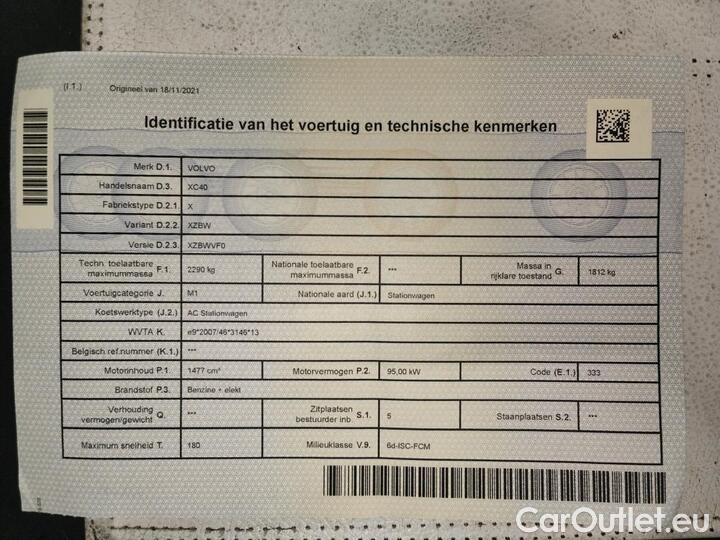 (I.1.) Origineel van 18/11/2021
Identificatie van het voertuig en technische kenmerken
Merk D.1. VOLVO
Handelsnaam D.3. XC40
Fabriekstype D.2.1. X
Variant D.2.2. XZBW
Versie D.2.3. XZBWVF0
Techn. toelaatbare maximummassa F.1. 2290 kg Nationale toelaatbare maximummassa F.2. *** Massa in rijklare toestand G. 1812 kg
Voertuigcategorie J. M1 Nationale aard (J.1.) Stationwagen
Koetswerktype (J.2.) AC Stationwagen
WVTA K. e9*2007/46*3146*13
Belgisch ref.nummer (K.1.) ***
Motorinhoud P.1. 1477 cm³ Motorvermogen P.2. 95,00 kW Code (E.1.) 333
Brandstof P.3. Benzine + elekt
Verhouding vermogen/gewicht Q. *** Zitplaatsen bestuurder inb. S.1. 5 Staanplaatsen S.2. ***
Maximum snelheid T. 180 Milieuklasse V.9. 6d-ISC-FCM
CarOutlet.eu